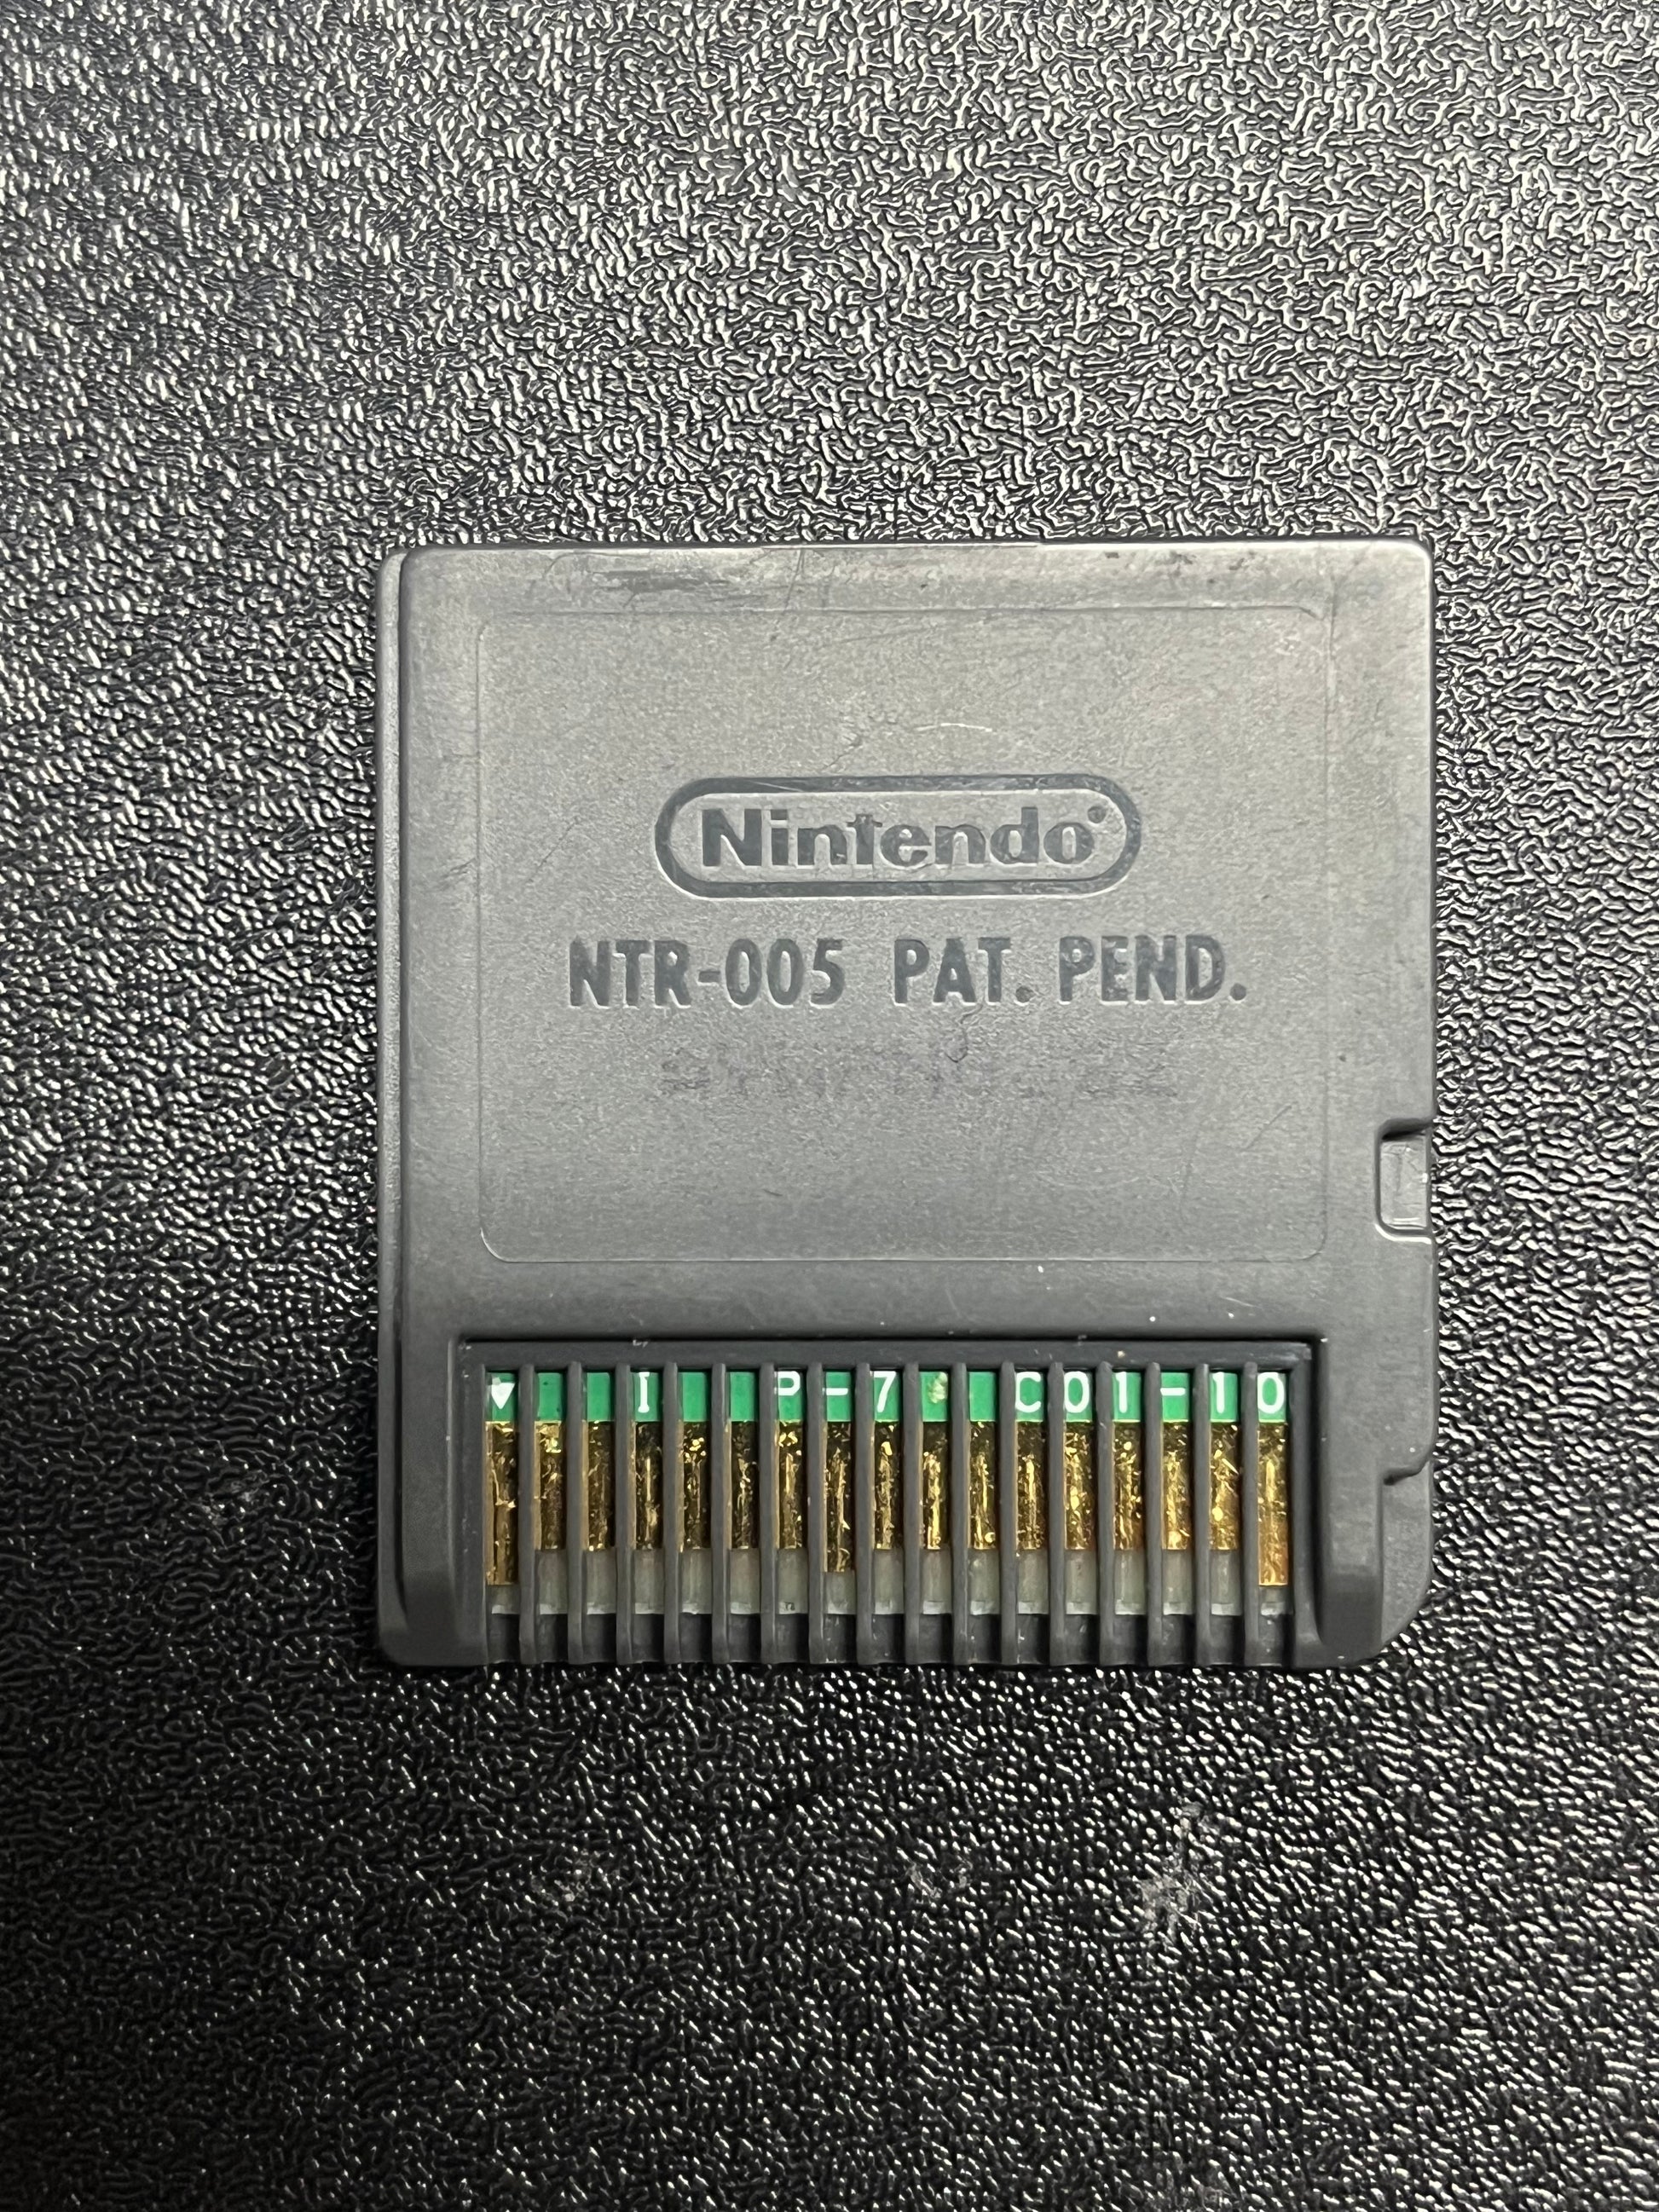 Nintendo
NTR-005 PAT. PEND.
▼ I P-7 C01-10